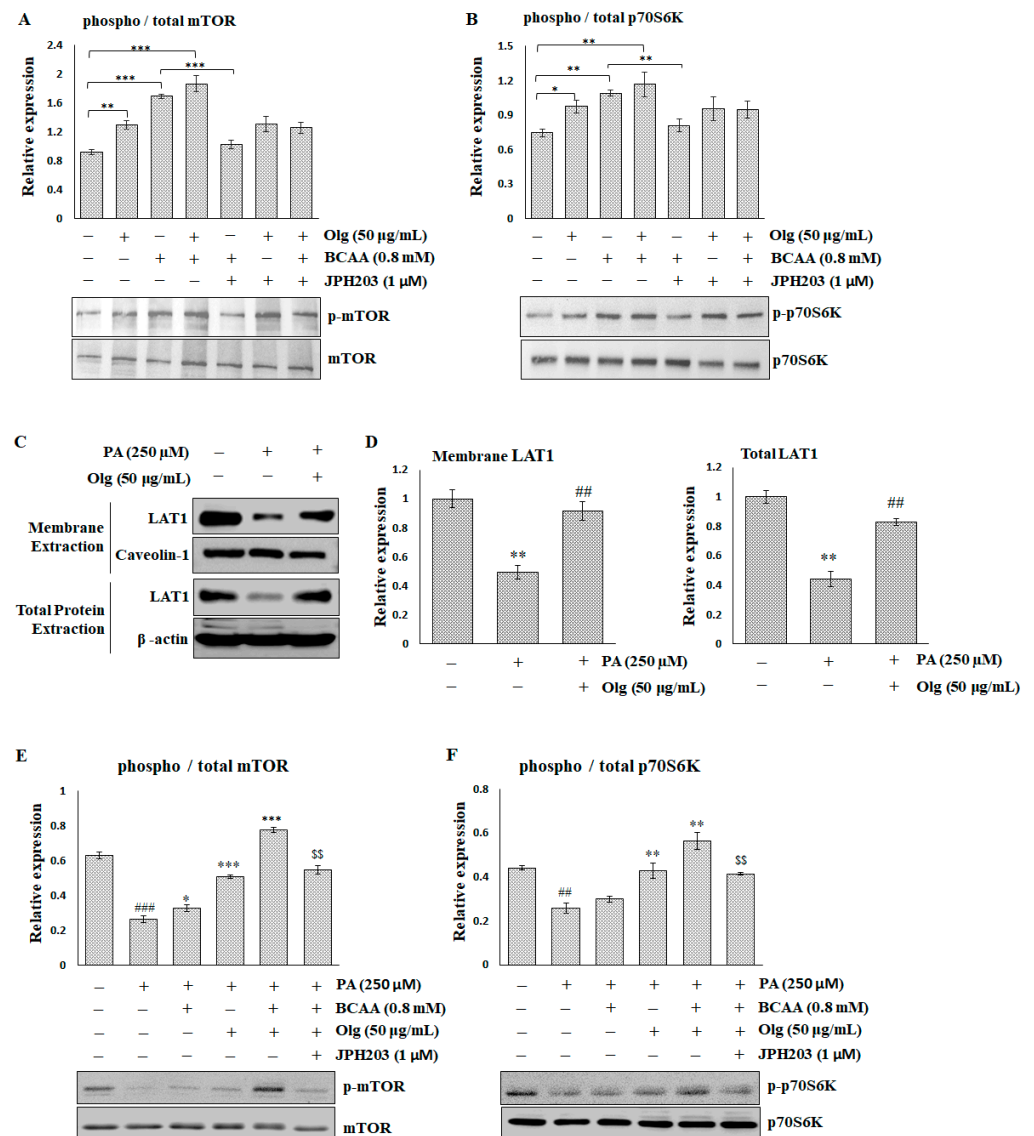 A
phospho / total mTOR
Relative expression
2.4
2
1.6
1.2
0.8
0.4
0
***
***
***
**
– + – + – + + Olg (50 µg/mL)
– – + + + – + BCAA (0.8 mM)
– – – – + + + JPH203 (1 µM)
p-mTOR
mTOR
B
phospho / total p70S6K
Relative expression
1.5
1.2
0.9
0.6
0.3
0
**
**
**
*
– + – + – + + Olg (50 µg/mL)
– – + + + – + BCAA (0.8 mM)
– – – – + + + JPH203 (1 µM)
p-p70S6K
p70S6K
C
PA (250 µM) – + +
Olg (50 µg/mL) – – +
Membrane Extraction
LAT1
Caveolin-1
Total Protein Extraction
LAT1
β -actin
D
Membrane LAT1
Relative expression
1.2
1
0.8
0.6
0.4
0.2
0
**
##
– + + PA (250 µM)
– – + Olg (50 µg/mL)
Total LAT1
Relative expression
1.2
1
0.8
0.6
0.4
0.2
0
**
##
– + +
– – +
PA (250 µM)
Olg (50 µg/mL)
E
phospho / total mTOR
Relative expression
1
0.8
0.6
0.4
0.2
0
###
*
***
***
$$
– + + + + + PA (250 µM)
– – + – + + BCAA (0.8 mM)
– – – + + + Olg (50 µg/mL)
– – – – – + JPH203 (1 µM)
p-mTOR
mTOR
F
phospho / total p70S6K
Relative expression
0.8
0.6
0.4
0.2
0
##
**
**
$$
– + + + + + PA (250 µM)
– – + – + + BCAA (0.8 mM)
– – – + + + Olg (50 µg/mL)
– – – – – + JPH203 (1 µM)
p-p70S6K
p70S6K